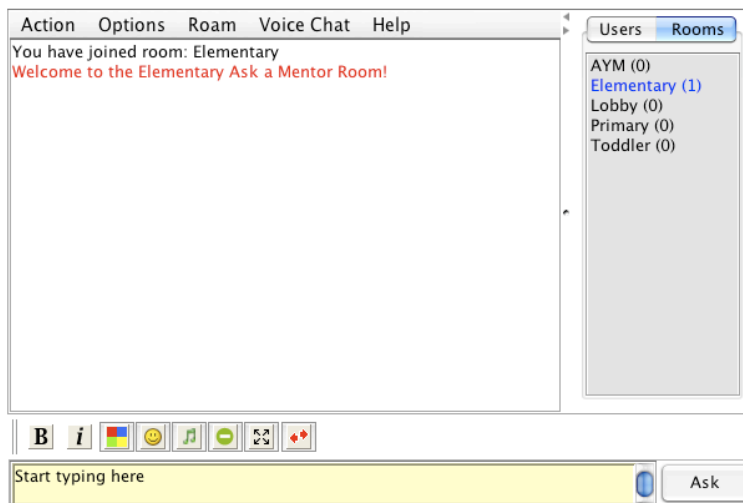 Action Options Roam Voice Chat Help
You have joined room: Elementary
Welcome to the Elementary Ask a Mentor Room!
Users Rooms
AYM (0)
Elementary (1)
Lobby (0)
Primary (0)
Toddler (0)
B i
Start typing here
Ask